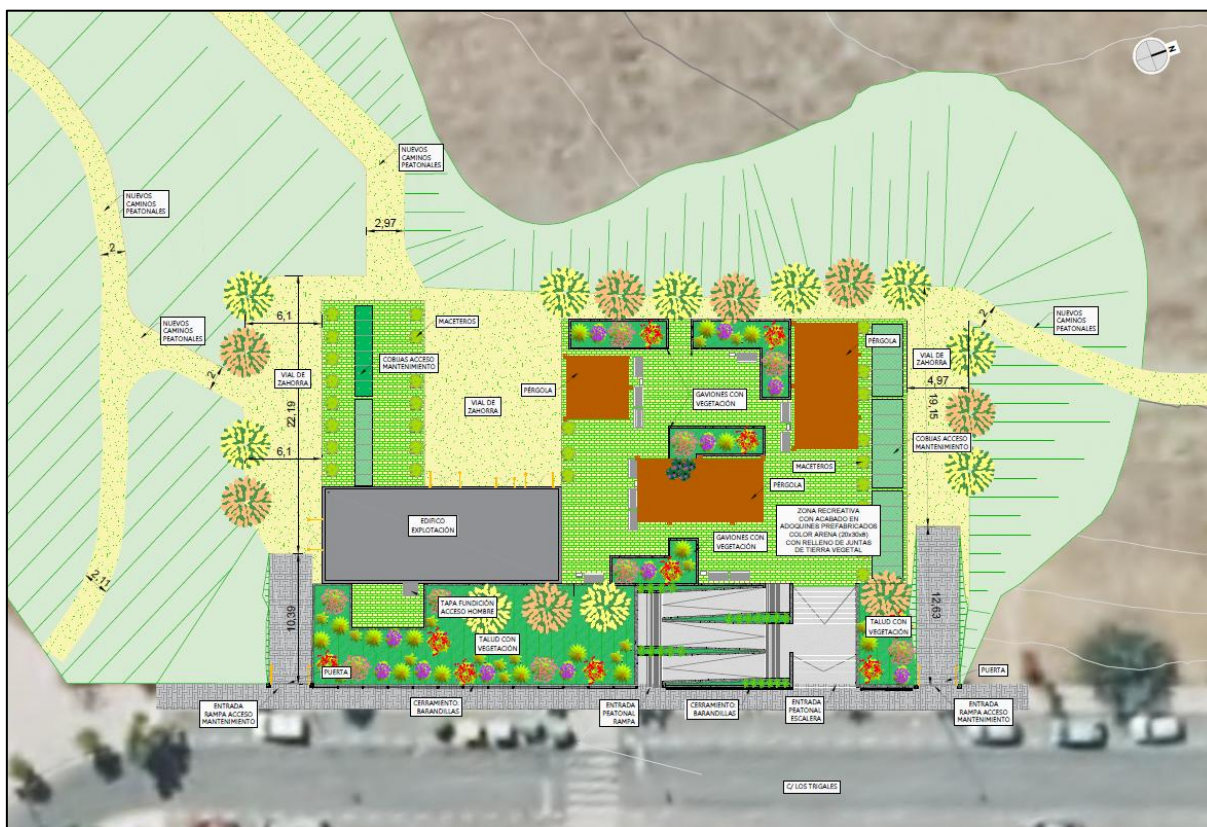 N
NUEVOS
CAMINOS
PEATONALES
NUEVOS
CAMINOS
PEATONALES
2,97
2
6,1
NUEVOS
CAMINOS
PEATONALES
MACETEROS
COBIJAS ACCESO
MANTENIMIENTO
VIAL DE
ZAHORRA
2
22,19
VIAL DE
ZAHORRA
6,1
2,11
10,39
EDIFICO
EXPLOTACIÓN
PÉRGOLA
GAVIONES CON
VEGETACIÓN
PÉRGOLA
2
NUEVOS
CAMINOS
PEATONALES
VIAL DE
ZAHORRA
4,97
19,15
COBIJAS ACCESO
MANTENIMIENTO
MACETEROS
PÉRGOLA
ZONA RECREATIVA
CON ACABADO EN
ADOQUINES PREFABRICADOS
COLOR ARENA (20x30x8)
CON RELLENO DE JUNTAS
DE TIERRA VEGETAL
GAVIONES CON
VEGETACIÓN
TAPA FUNDICIÓN
ACCESO HOMBRE
TALUD CON
VEGETACIÓN
12,63
TALUD CON
VEGETACIÓN
PUERTA
PUERTA
ENTRADA
RAMPA ACCESO
MANTENIMIENTO
CERRAMIENTO:
BARANDILLAS
ENTRADA
PEATONAL
RAMPA
CERRAMIENTO:
BARANDILLAS
ENTRADA
PEATONAL
ESCALERA
ENTRADA
RAMPA ACCESO
MANTENIMIENTO
C/ LOS TRIGALES